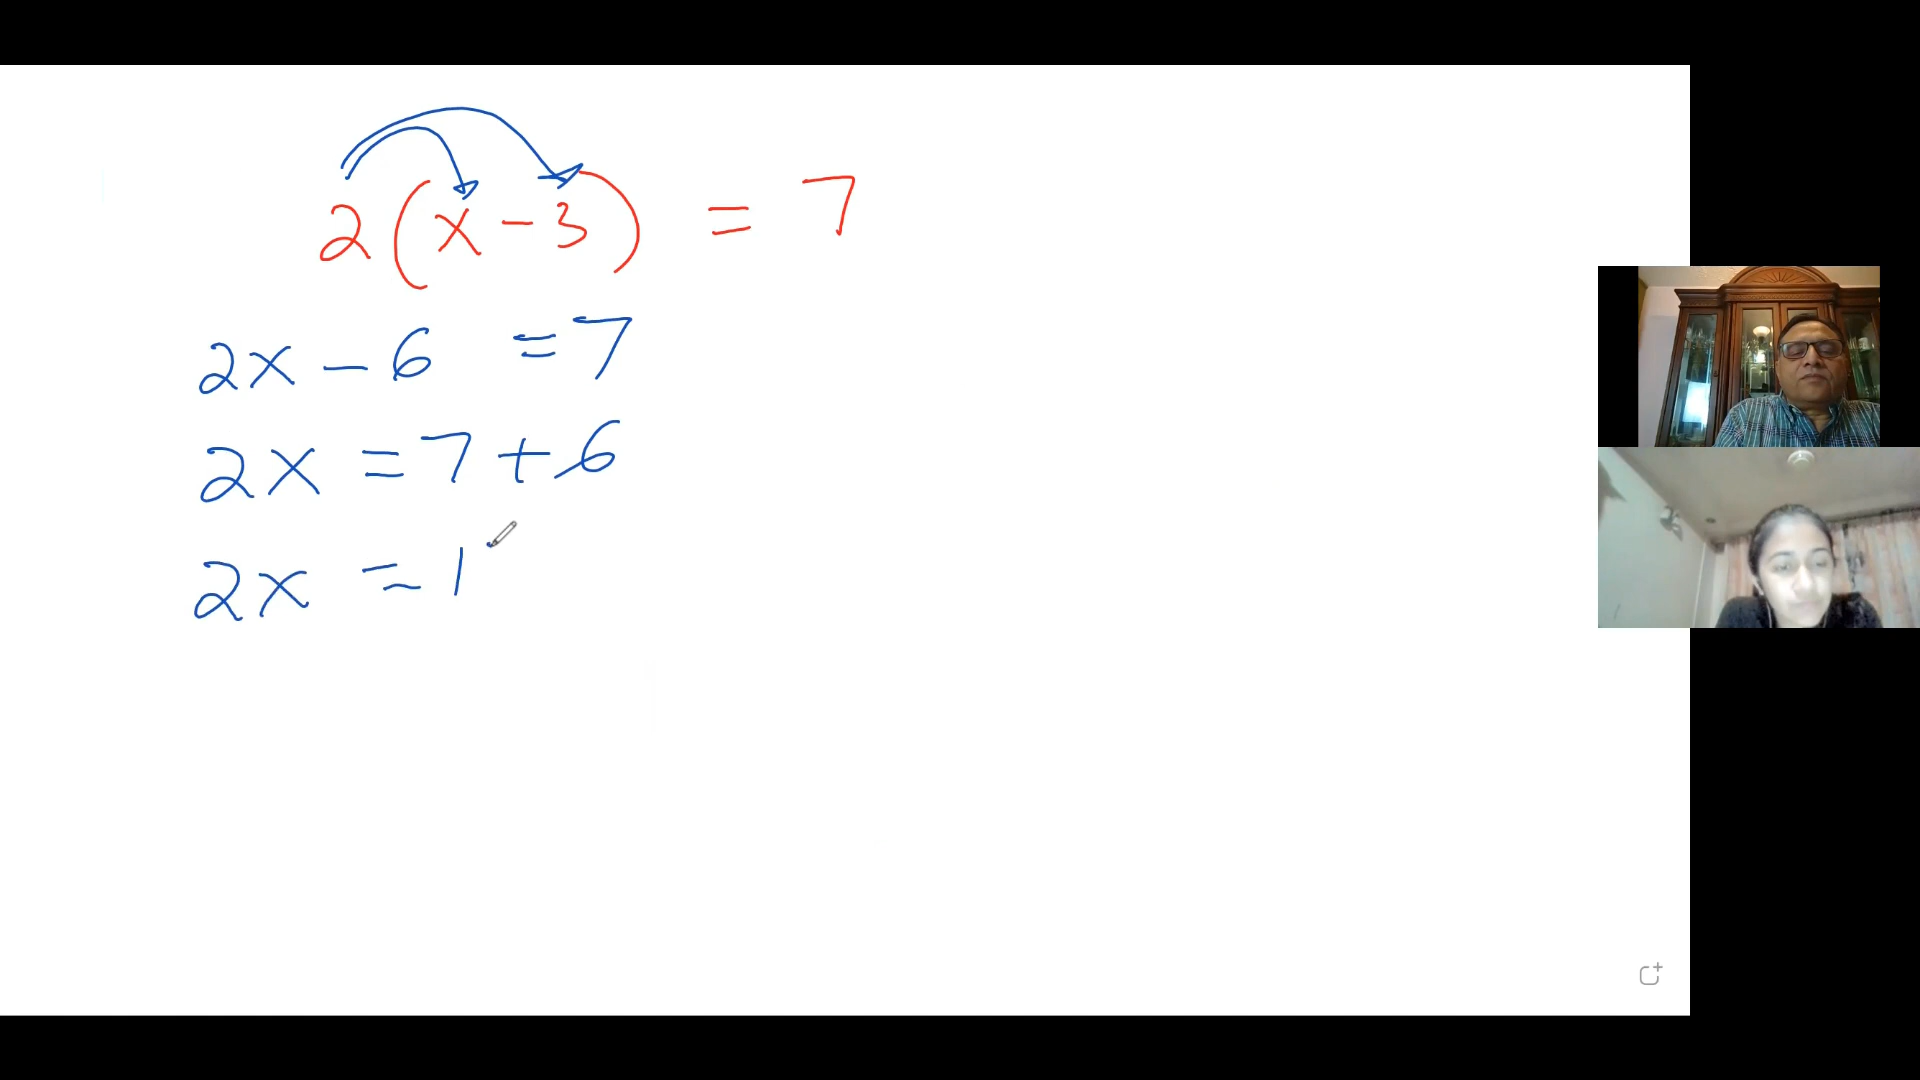 2(x-3) = 7
2x - 6 = 7
2x = 7 + 6
2x = 1